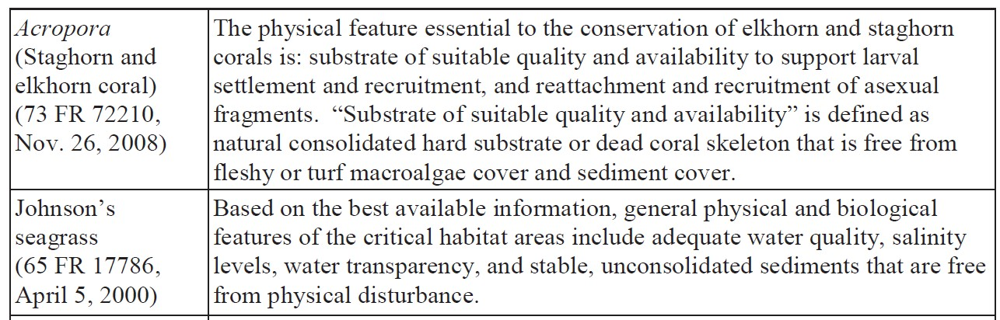 Acropora
(Staghorn and
elkhorn coral)
(73 FR 72210,
Nov. 26, 2008)
The physical feature essential to the conservation of elkhorn and staghorn
corals is: substrate of suitable quality and availability to support larval
settlement and recruitment, and reattachment and recruitment of asexual
fragments.  “Substrate of suitable quality and availability” is defined as
natural consolidated hard substrate or dead coral skeleton that is free from
fleshy or turf macroalgae cover and sediment cover.
Johnson’s
seagrass
(65 FR 17786,
April 5, 2000)
Based on the best available information, general physical and biological
features of the critical habitat areas include adequate water quality, salinity
levels, water transparency, and stable, unconsolidated sediments that are free
from physical disturbance.